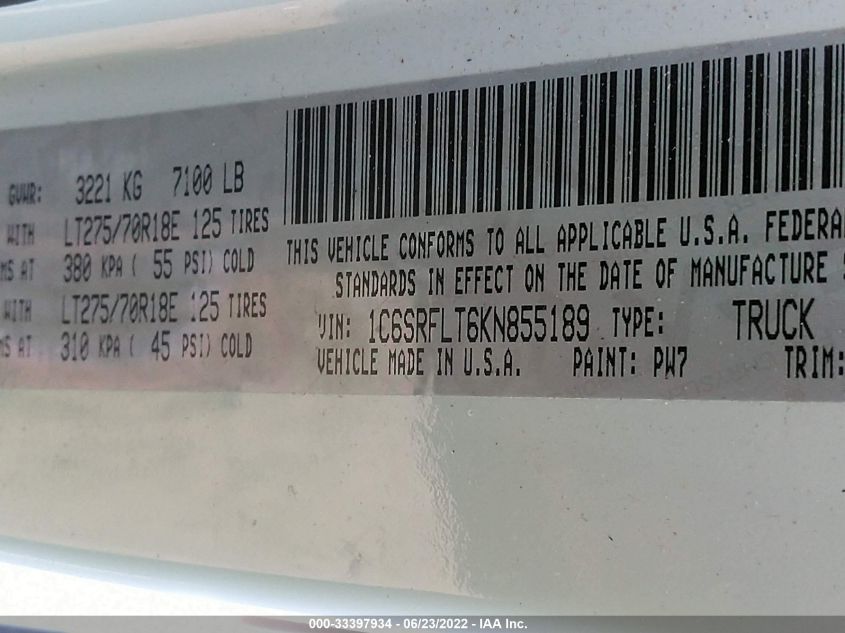 GVWR: 3221 KG 7100 LB
WITH LT275/70R18E 125 TIRES
MS AT 380 KPA ( 55 PSI) COLD
WITH LT275/70R18E 125 TIRES
MS AT 310 KPA ( 45 PSI) COLD
THIS VEHICLE CONFORMS TO ALL APPLICABLE U.S.A. FEDERA
STANDARDS IN EFFECT ON THE DATE OF MANUFACTURE S
VIN: 1C6SRFLT6KN855189 TYPE: TRUCK
VEHICLE MADE IN U.S.A. PAINT: PW7 TRIM:
000-33397934 - 06/23/2022 - IAA Inc.